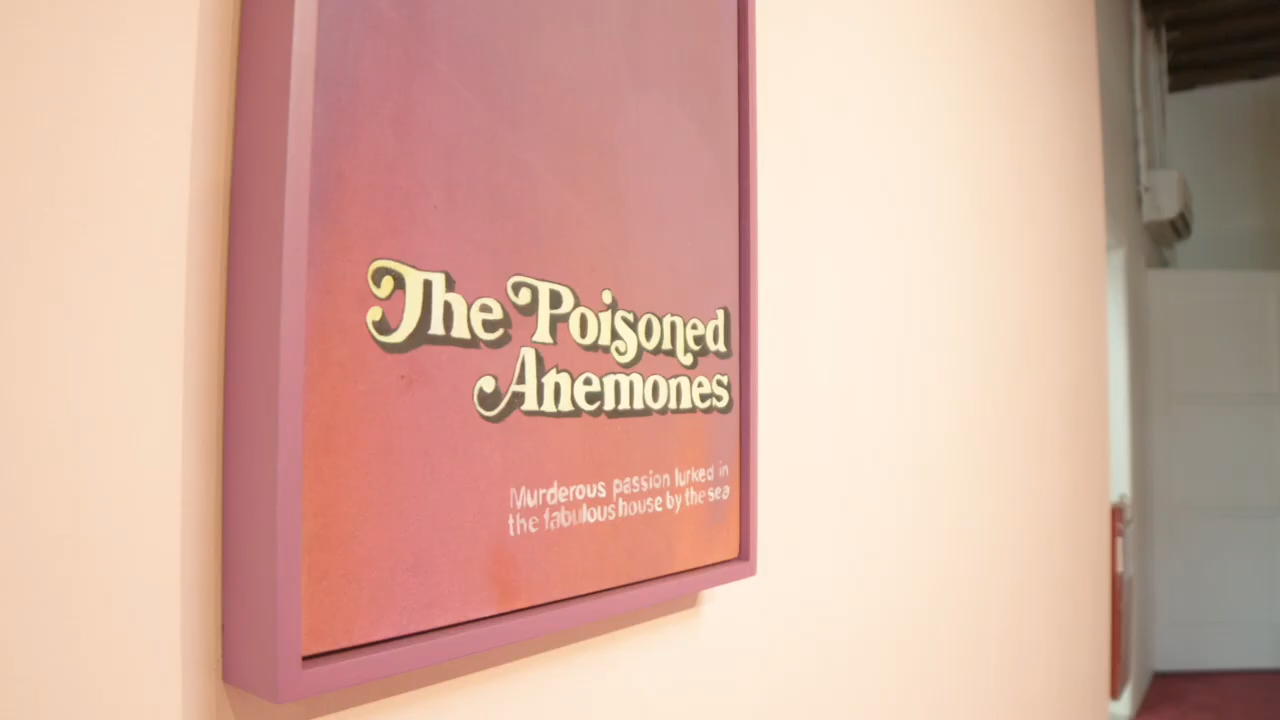 The Poisoned
Anemones
Murderous passion lurked in
the fabulous house by the sea